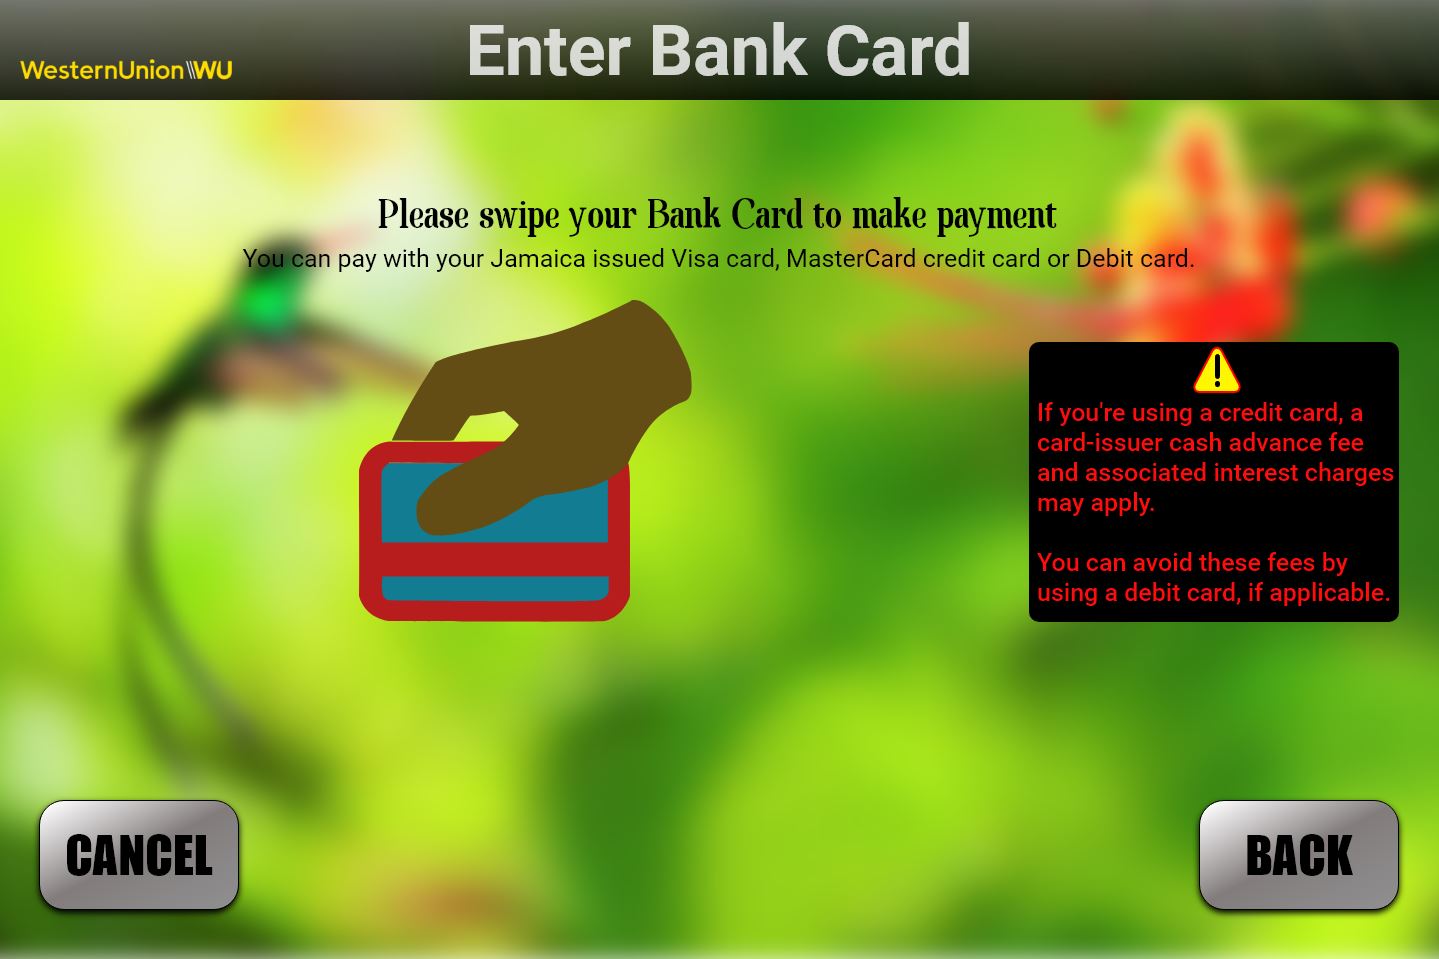 WesternUnion\\WU
Enter Bank Card
Please swipe your Bank Card to make payment
You can pay with your Jamaica issued Visa card, MasterCard credit card or Debit card.
If you're using a credit card, a
card-issuer cash advance fee
and associated interest charges
may apply.
You can avoid these fees by
using a debit card, if applicable.
CANCEL
BACK